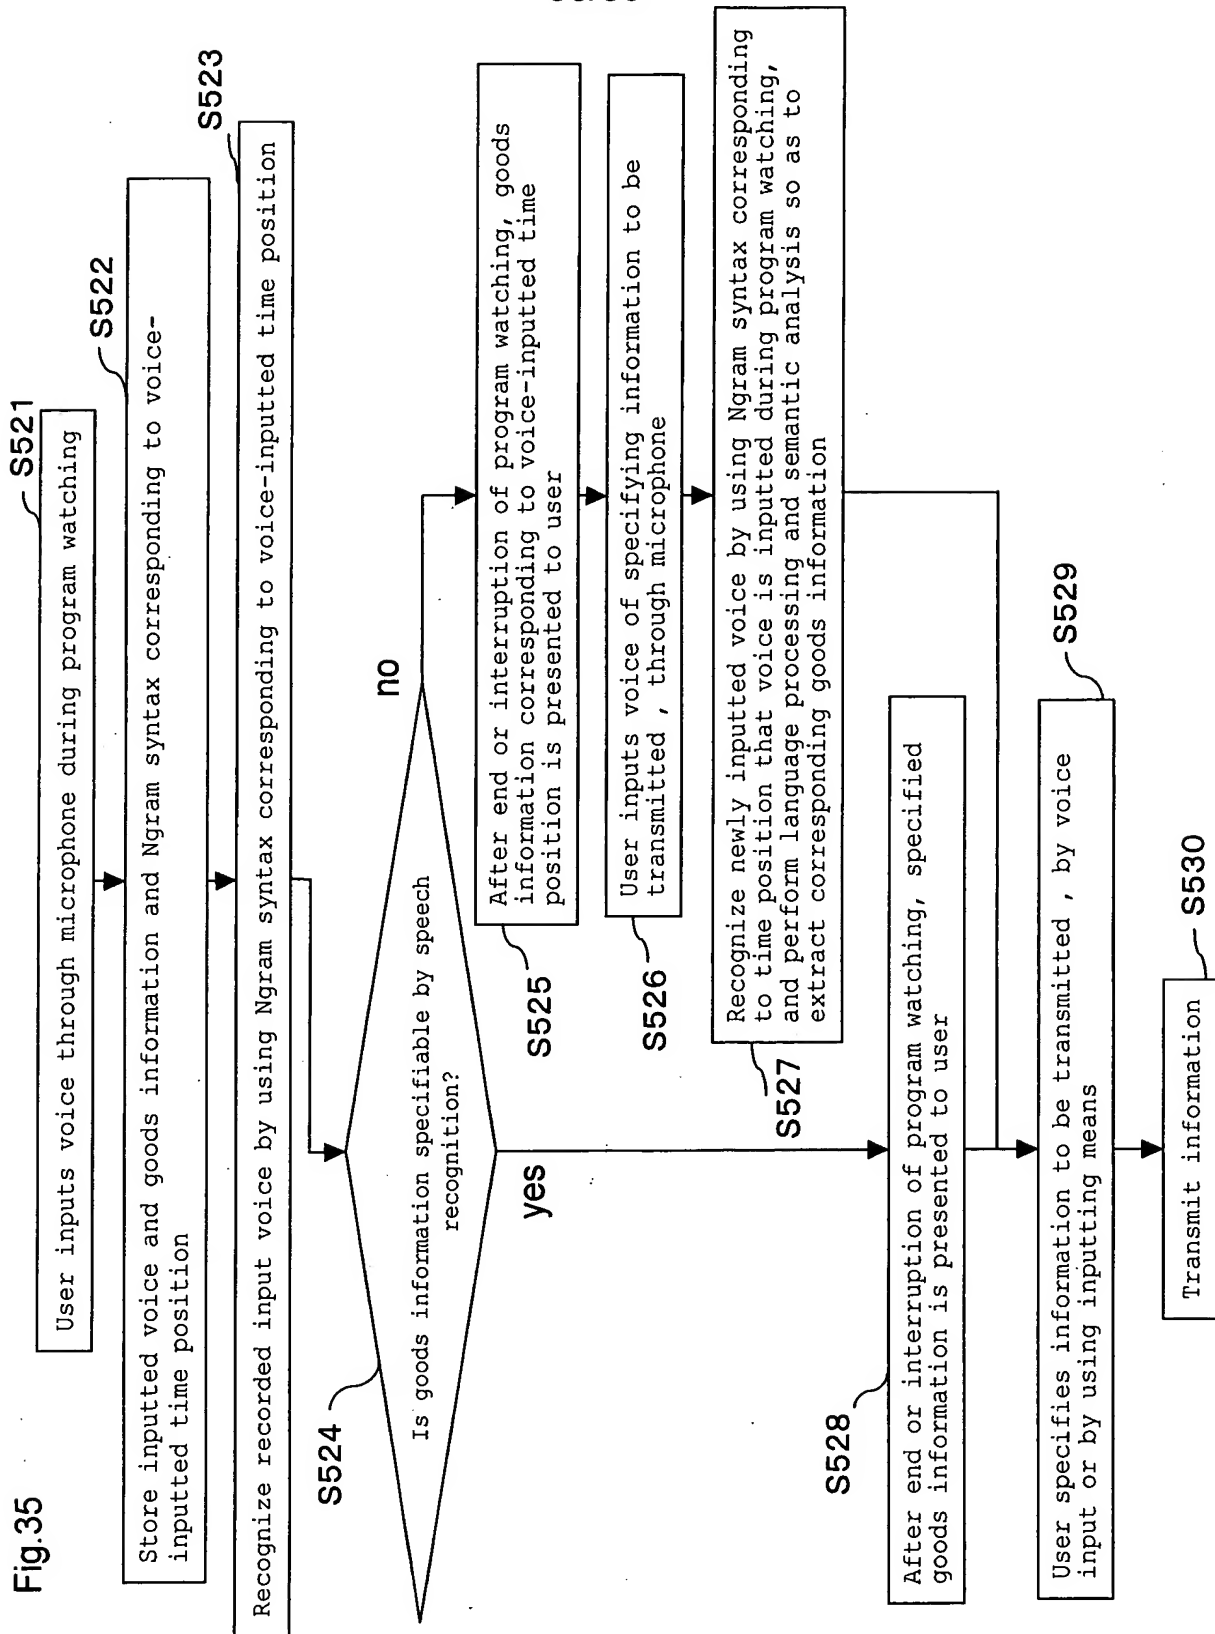 Fig.35
S521
User inputs voice through microphone during program watching
S522
Store inputted voice and goods information and Ngram syntax corresponding to voice-
inputted time position
S523
Recognize recorded input voice by using Ngram syntax corresponding to voice-inputted time position
S524
Is goods information specifiable by speech
recognition?
no
yes
S525
After end or interruption of program watching, goods
information corresponding to voice-inputted time
position is presented to user
S526
User inputs voice of specifying information to be
transmitted , through microphone
S527
Recognize newly inputted voice by using Ngram syntax corresponding
to time position that voice is inputted during program watching,
and perform language processing and semantic analysis so as to
extract corresponding goods information
S528
After end or interruption of program watching, specified
goods information is presented to user
S529
User specifies information to be transmitted , by voice
input or by using inputting means
S530
Transmit information